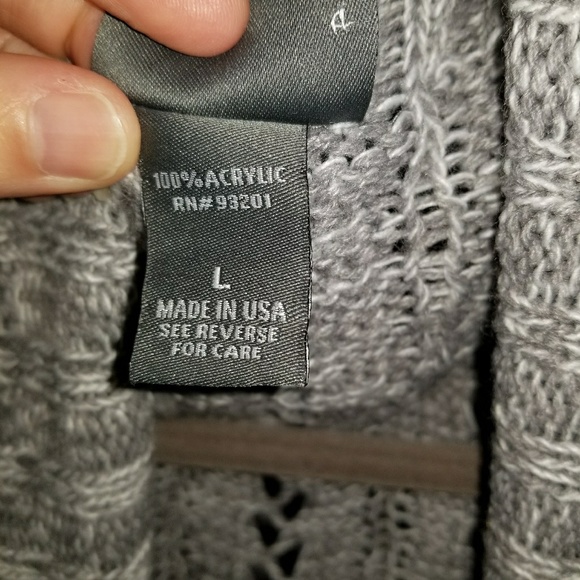 100% ACRYLIC
RN# 93201
L
MADE IN USA
SEE REVERSE
FOR CARE